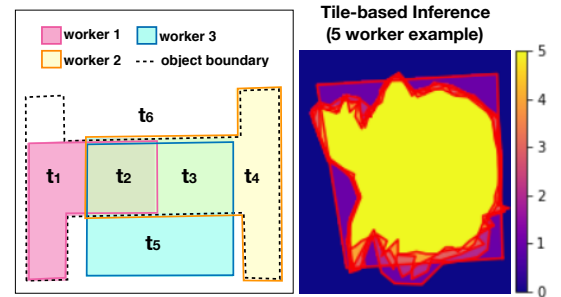 worker 1
worker 3
worker 2
object boundary
t6
t1
t2
t3
t4
t5
Tile-based Inference
(5 worker example)
5
4
3
2
1
0